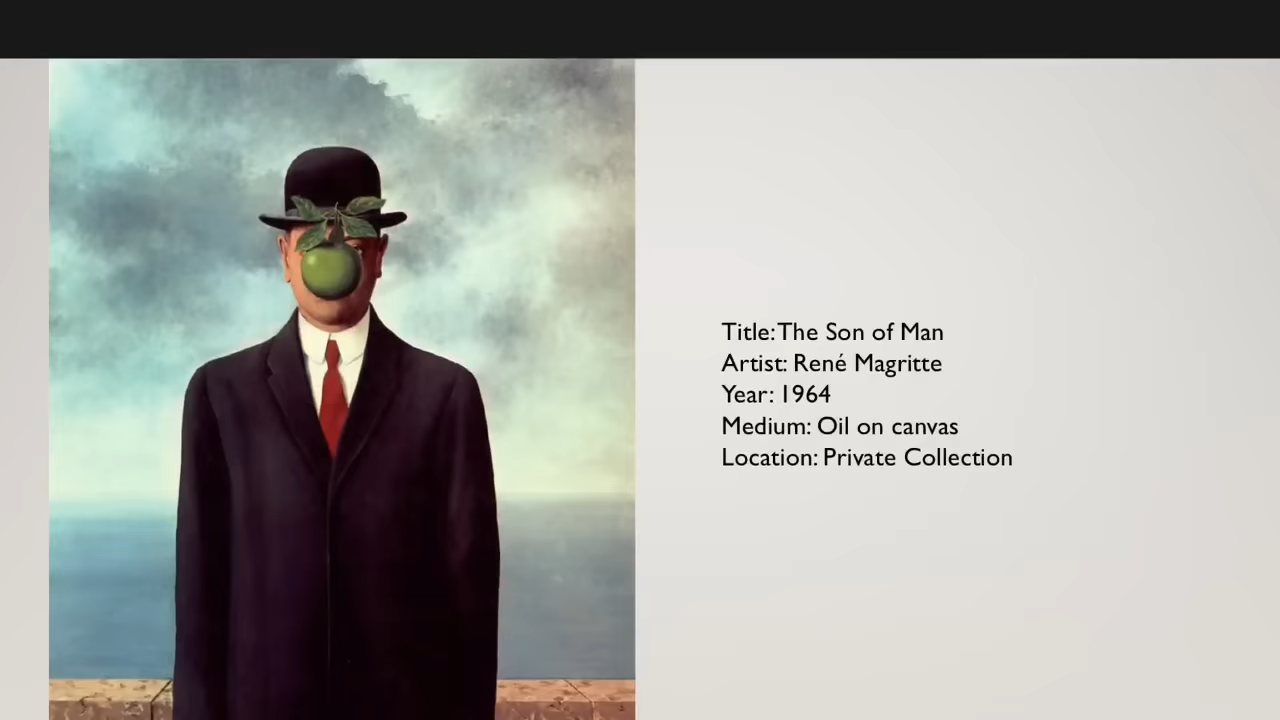 Title: The Son of Man
Artist: René Magritte
Year: 1964
Medium: Oil on canvas
Location: Private Collection